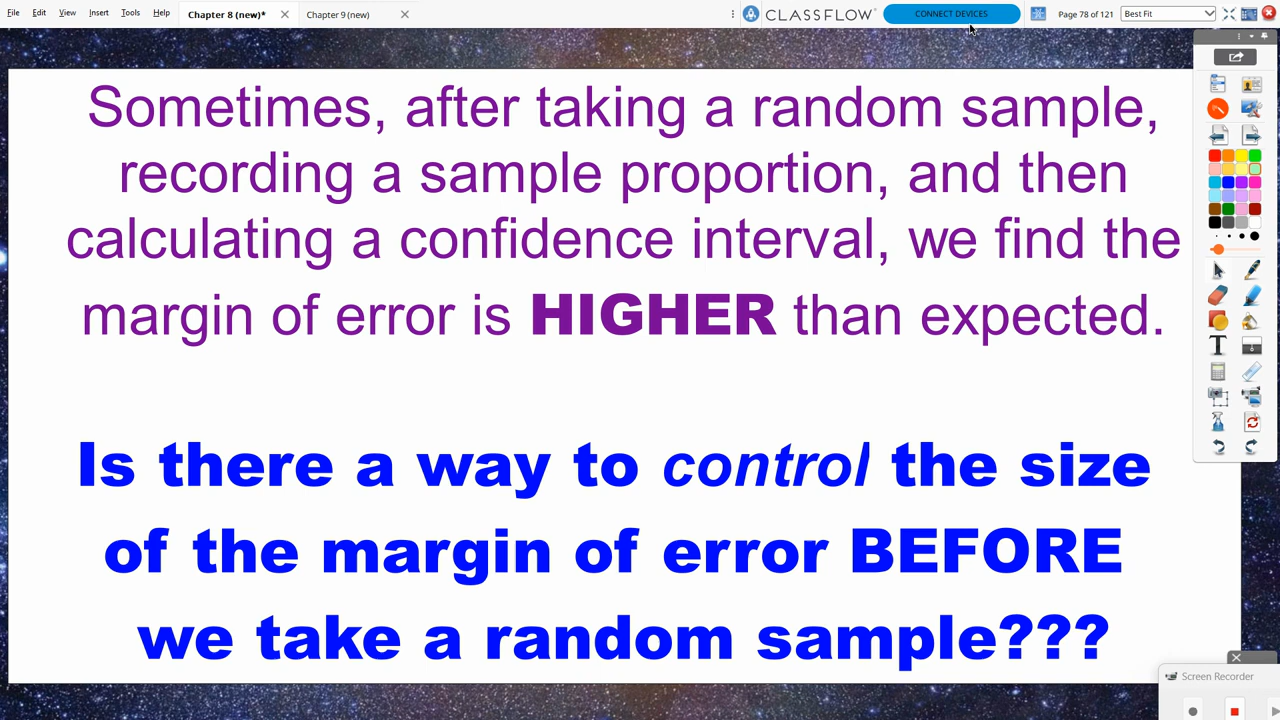 File Edit View Insert Tools Help
Chapter 8 (new)*
Chapter 9 (new)
CLASSFLOW
CONNECT DEVICES
Page 78 of 121
Best Fit
Sometimes, after taking a random sample,
recording a sample proportion, and then
calculating a confidence interval, we find the
margin of error is HIGHER than expected.
Is there a way to control the size
of the margin of error BEFORE
we take a random sample???
Screen Recorder